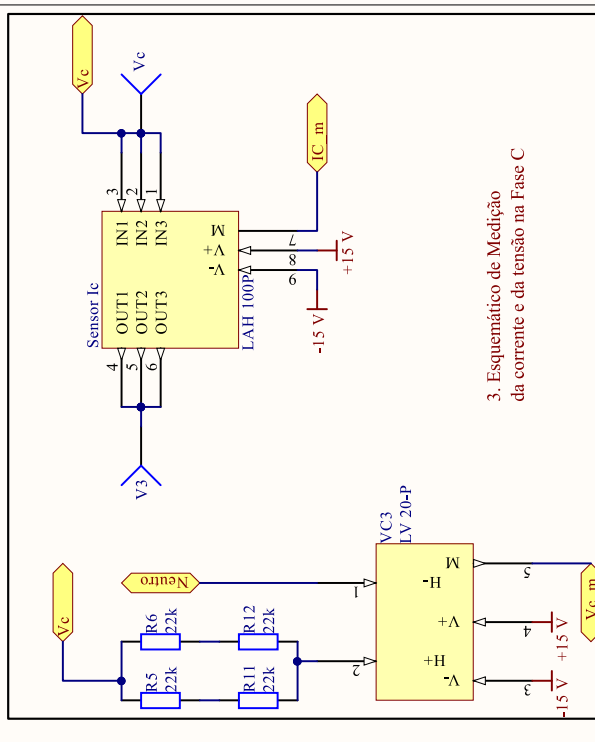 Vc
Vc
3
2
1
IN1
IN2
IN3
Sensor Ic
OUT1
OUT2
OUT3
M
V+
V-
LAH 100P
7
8
9
IC_m
+15 V
-15 V
4
5
6
V3
3. Esquemático de Medição
da corrente e da tensão na Fase C
Vc
Neutro
R6
22k
R12
22k
R5
22k
R11
22k
1
2
VC3
LV 20-P
H-
H+
M
V+
V-
5
4
3
+15 V
-15 V
Vc_m